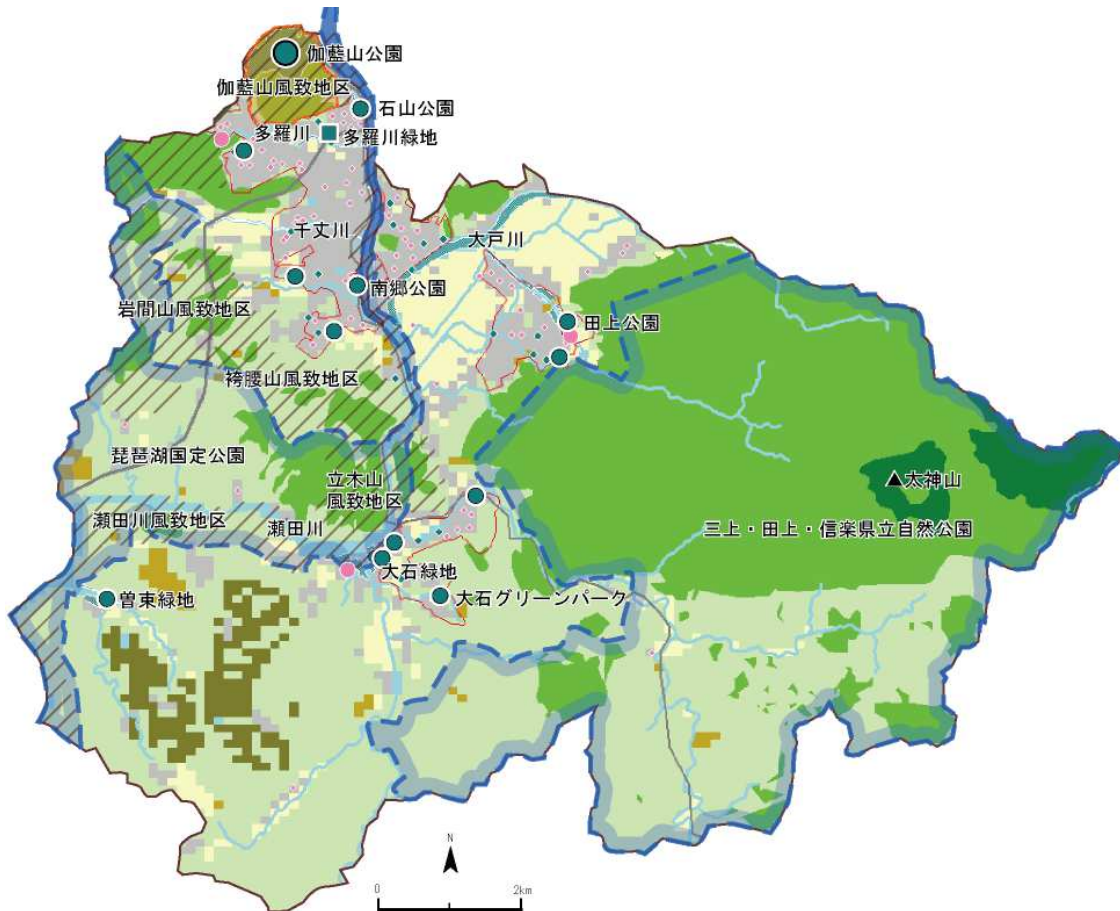 伽藍山公園
伽藍山風致地区
石山公園
多羅川
多羅川緑地
千丈川
大戸川
南郷公園
岩間山風致地区
田上公園
袴腰山風致地区
琵琶湖国定公園
立木山
風致地区
太神山
瀬田川風致地区
瀬田川
三上・田上・信楽県立自然公園
大石緑地
曽束緑地
大石グリーンパーク
N
0
2km